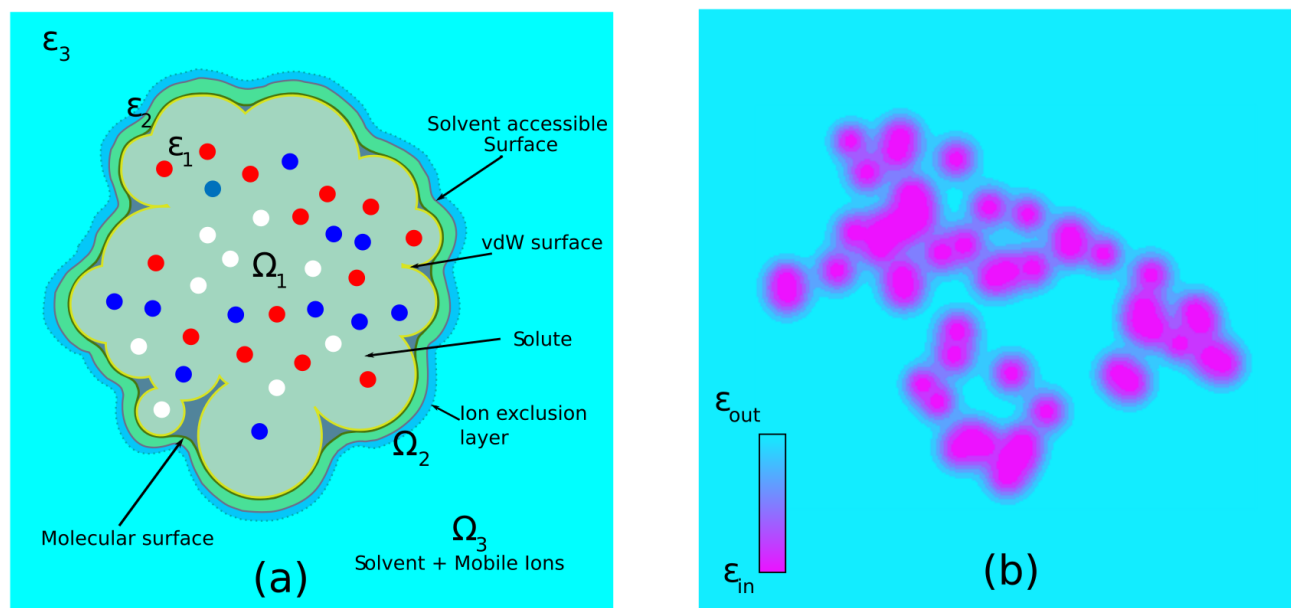 ε3
ε2
ε1
Solvent accessible
Surface
vdW surface
Ω1
Solute
Ion exclusion
layer
Ω2
Molecular surface
Ω3
Solvent + Mobile Ions
(a)
εout
εin
(b)